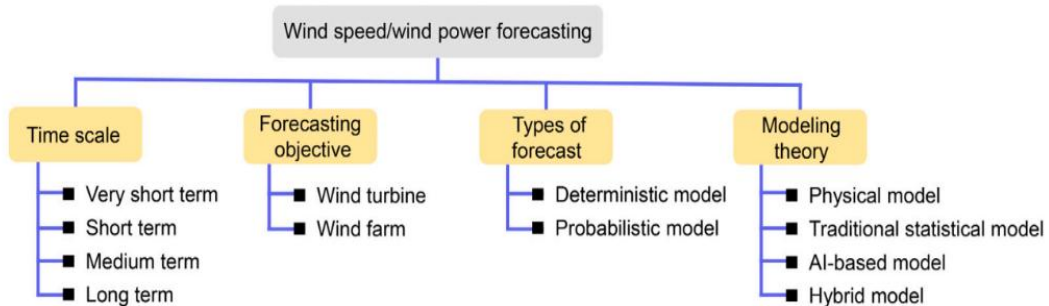 Wind speed/wind power forecasting
Time scale
Very short term
Short term
Medium term
Long term
Forecasting
objective
Wind turbine
Wind farm
Types of
forecast
Deterministic model
Probabilistic model
Modeling
theory
Physical model
Traditional statistical model
AI-based model
Hybrid model